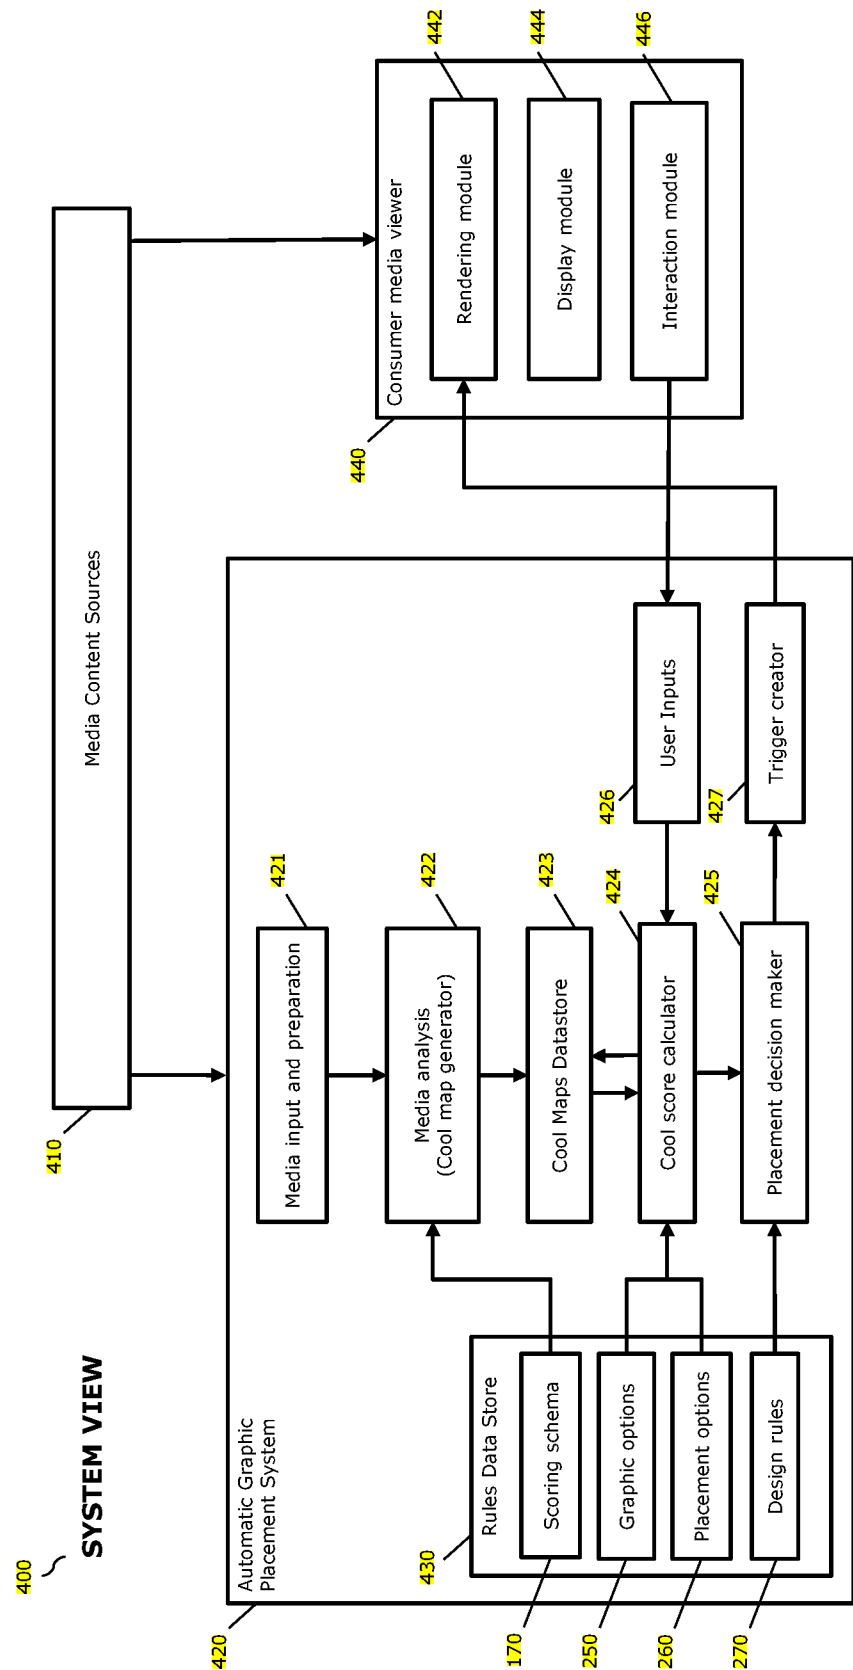 400
SYSTEM VIEW
410
Media Content Sources
420
Automatic Graphic
Placement System
421
Media input and preparation
422
Media analysis
(Cool map generator)
423
Cool Maps Datastore
424
Cool score calculator
425
Placement decision maker
426
User Inputs
427
Trigger creator
430
Rules Data Store
170
Scoring schema
250
Graphic options
260
Placement options
270
Design rules
440
Consumer media viewer
442
Rendering module
444
Display module
446
Interaction module